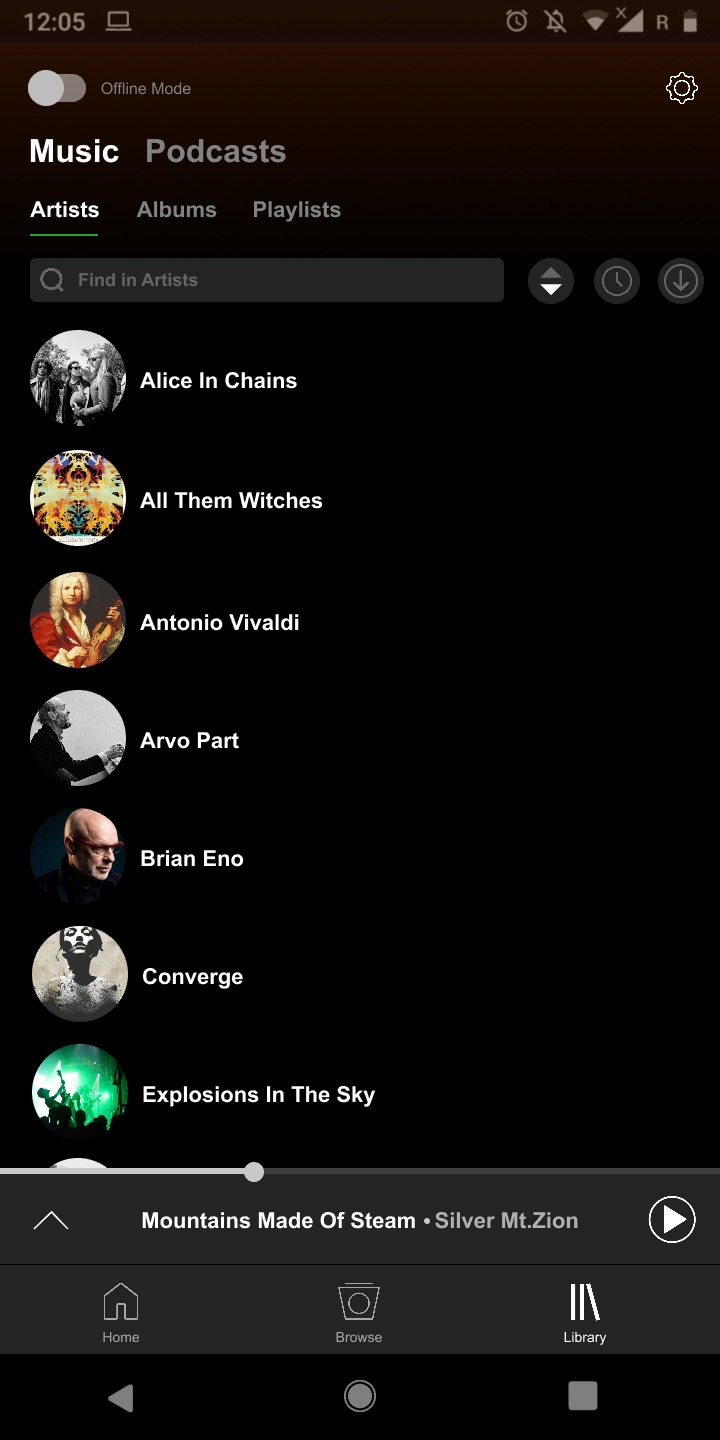 12:05
R
Offline Mode
Music Podcasts
Artists Albums Playlists
Find in Artists
Alice In Chains
All Them Witches
Antonio Vivaldi
Arvo Part
Brian Eno
Converge
Explosions In The Sky
Mountains Made Of Steam • Silver Mt.Zion
Home Browse Library